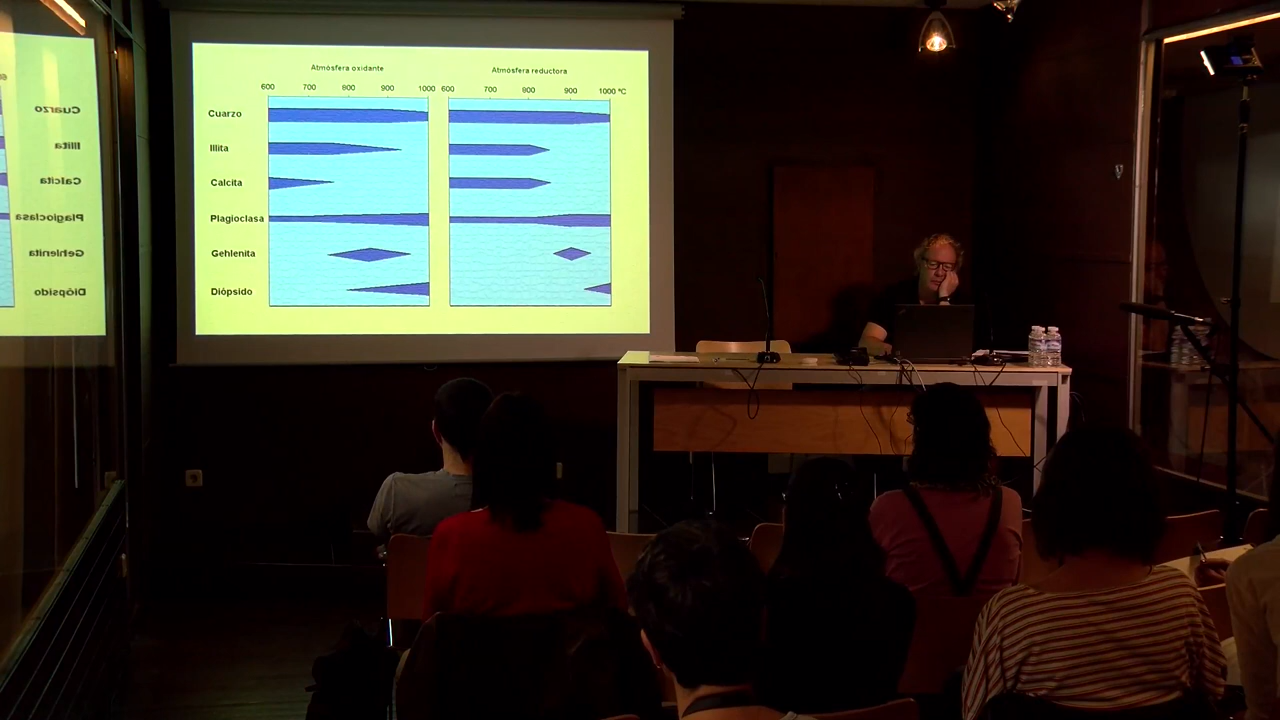 Atmósfera oxidante Atmósfera reductora
600 700 800 900 1000 600 700 800 900 1000 ºC
Cuarzo
Illita
Calcita
Plagioclasa
Gehlenita
Diópsido
Cuarzo
Illita
Calcita
Plagioclasa
Gehlenita
Diópsido